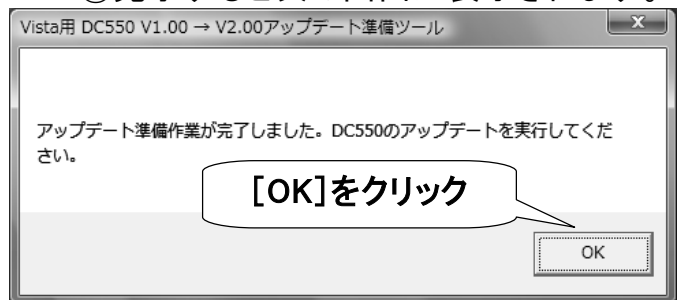 Vista用 DC550 V1.00 → V2.00アップデート準備ツール
アップデート準備作業が完了しました。DC550のアップデートを実行してくだ
さい。
[OK]をクリック
OK